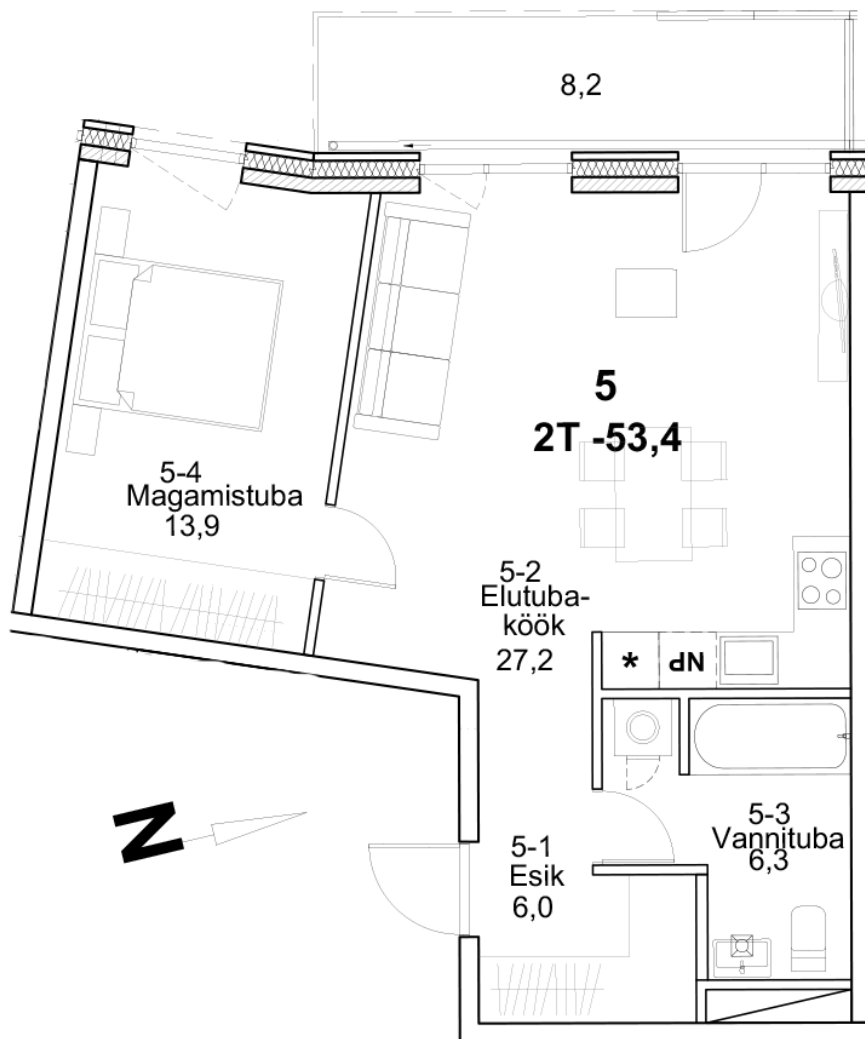 8,2
5
2T -53,4
5-4
Magamistuba
13,9
5-2
Elutuba-
köök
27,2
*
NP
5-3
Vannituba
6,3
5-1
Esik
6,0
N